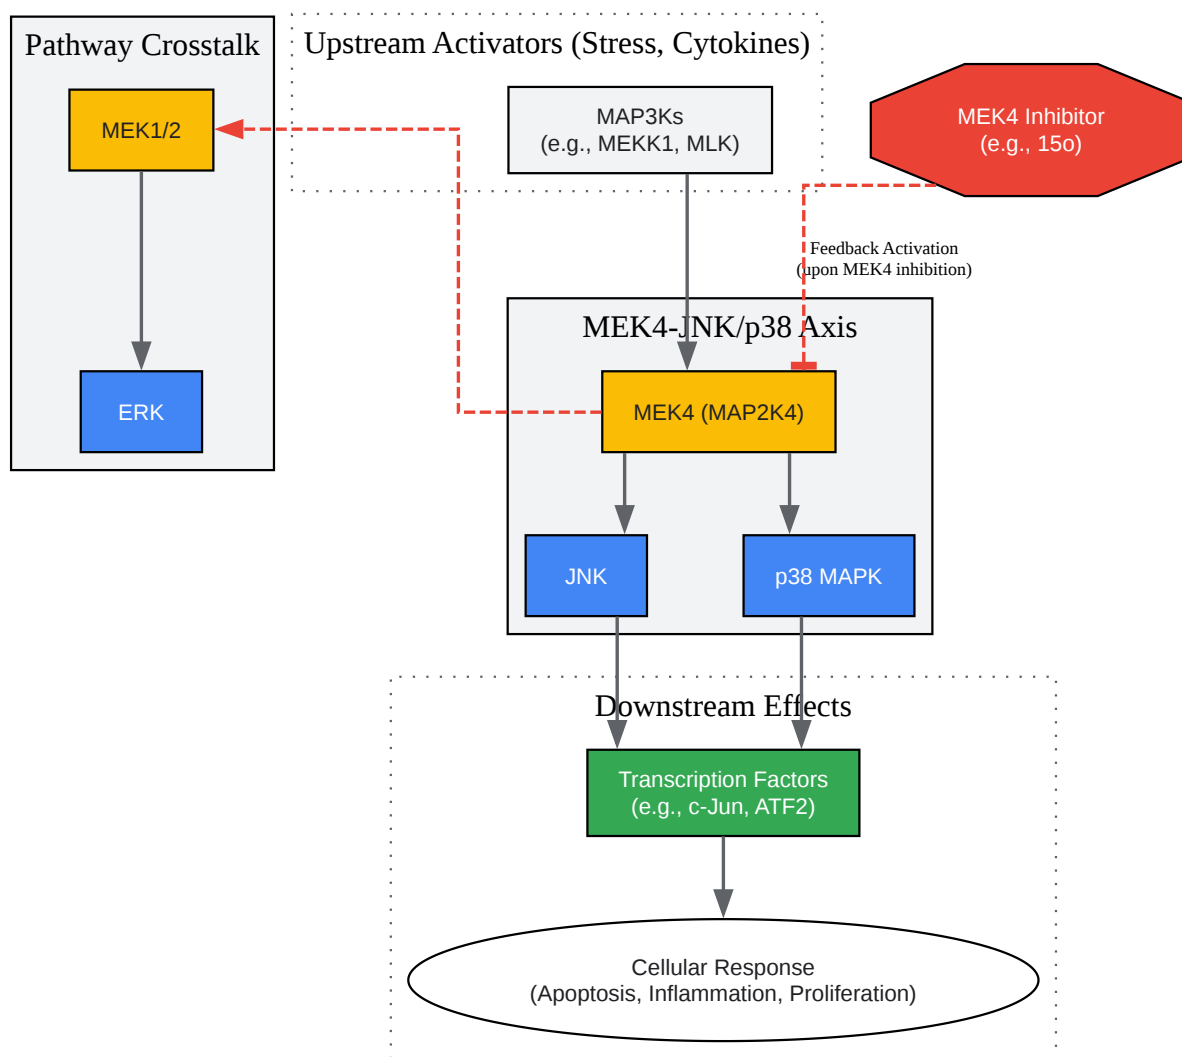 Pathway Crosstalk
Upstream Activators (Stress, Cytokines)
MEK1/2
MAP3Ks
(e.g., MEKK1, MLK)
MEK4 Inhibitor
(e.g., 15o)
Feedback Activation
(upon MEK4 inhibition)
MEK4-JNK/p38 Axis
ERK
MEK4 (MAP2K4)
JNK
p38 MAPK
Downstream Effects
Transcription Factors
(e.g., c-Jun, ATF2)
Cellular Response
(Apoptosis, Inflammation, Proliferation)